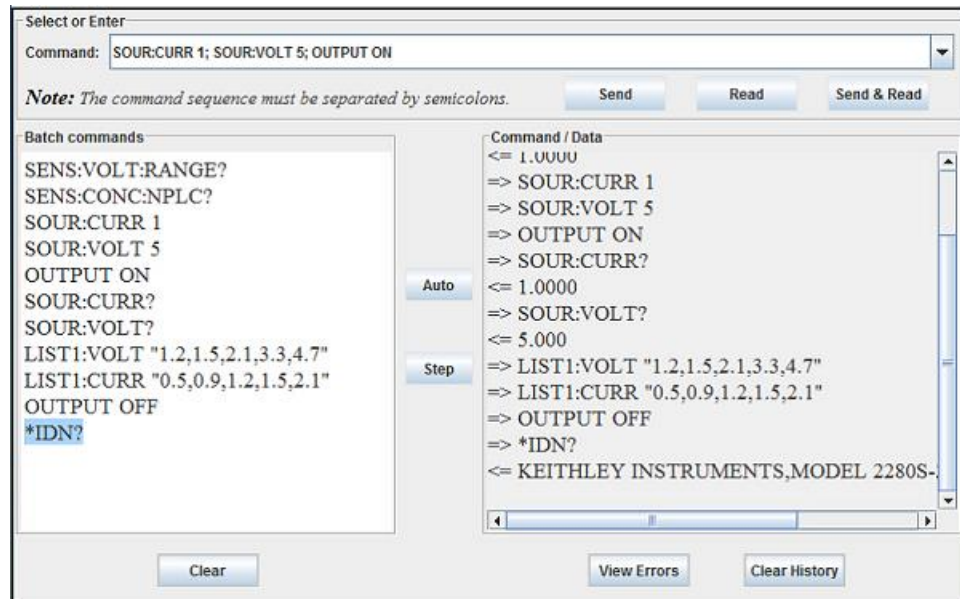 Select or Enter
Command: SOUR:CURR 1; SOUR:VOLT 5; OUTPUT ON
Note: The command sequence must be separated by semicolons.
Send
Read
Send & Read
Batch commands
SENS:VOLT:RANGE?
SENS:CONC:NPLC?
SOUR:CURR 1
SOUR:VOLT 5
OUTPUT ON
SOUR:CURR?
SOUR:VOLT?
LIST1:VOLT "1.2,1.5,2.1,3.3,4.7"
LIST1:CURR "0.5,0.9,1.2,1.5,2.1"
OUTPUT OFF
*IDN?
Auto
Step
Command / Data
<= 1.0000
=> SOUR:CURR 1
=> SOUR:VOLT 5
=> OUTPUT ON
=> SOUR:CURR?
<= 1.0000
=> SOUR:VOLT?
<= 5.000
=> LIST1:VOLT "1.2,1.5,2.1,3.3,4.7"
=> LIST1:CURR "0.5,0.9,1.2,1.5,2.1"
=> OUTPUT OFF
=> *IDN?
<= KEITHLEY INSTRUMENTS,MODEL 2280S-
Clear
View Errors
Clear History